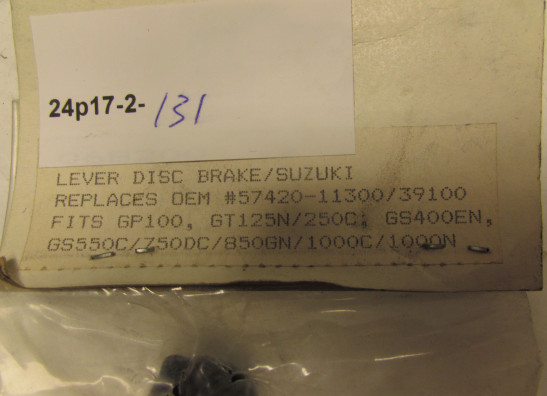 24p17-2-131
LEVER DISC BRAKE/SUZUKI
REPLACES OEM #57420-11300/39100
FITS GP100, GT125N/250C; GS400EN,
GS550C/750DC/850GN/1000C/1000N